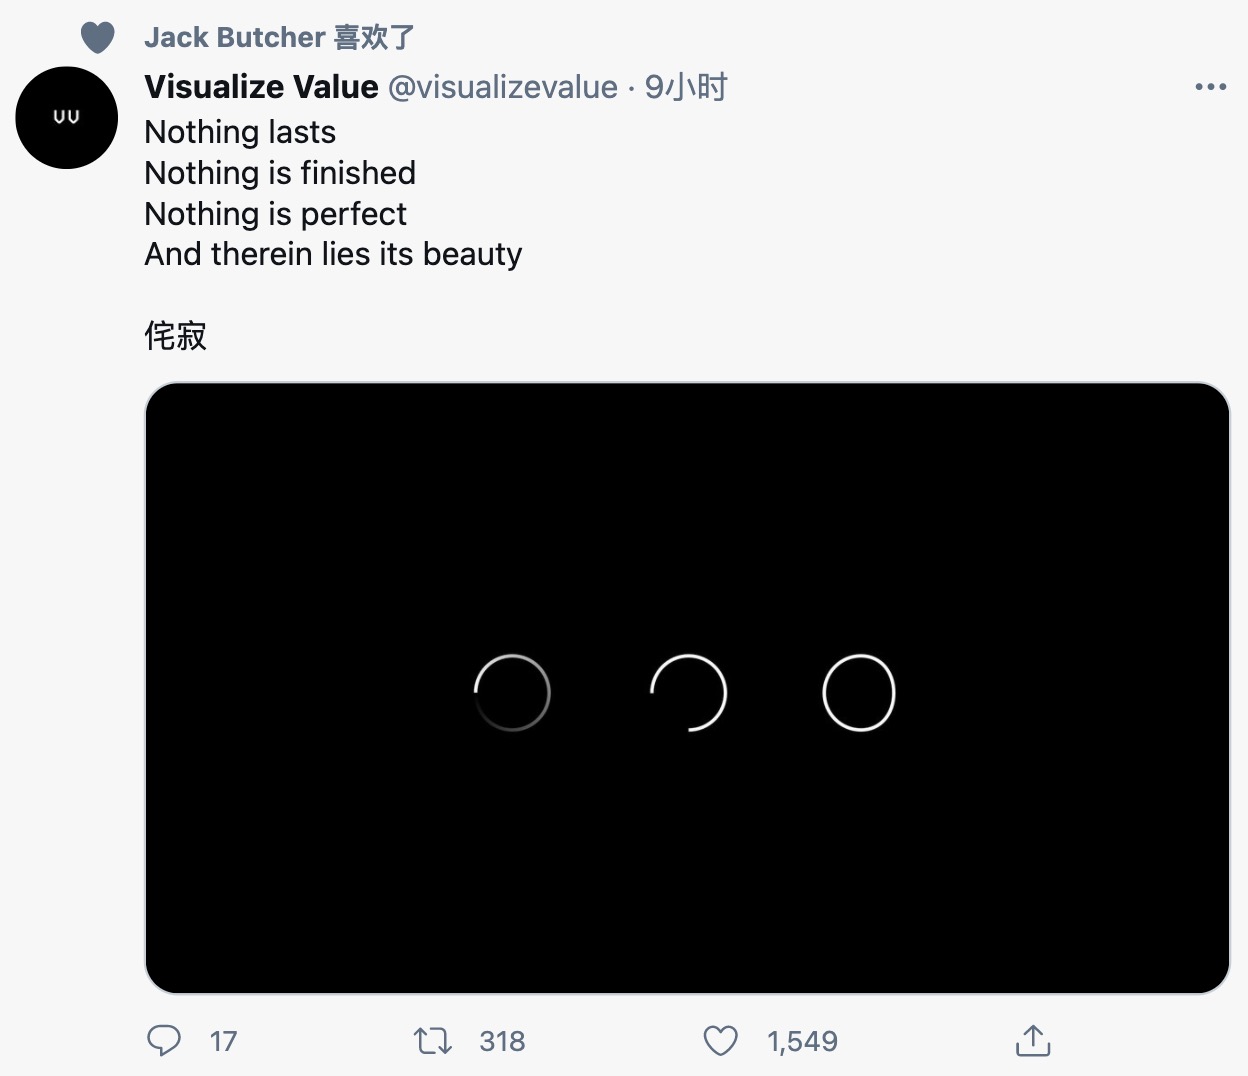 Jack Butcher 喜欢了
Visualize Value @visualizevalue · 9小时
Nothing lasts
Nothing is finished
Nothing is perfect
And therein lies its beauty
侘寂
17 318 1,549